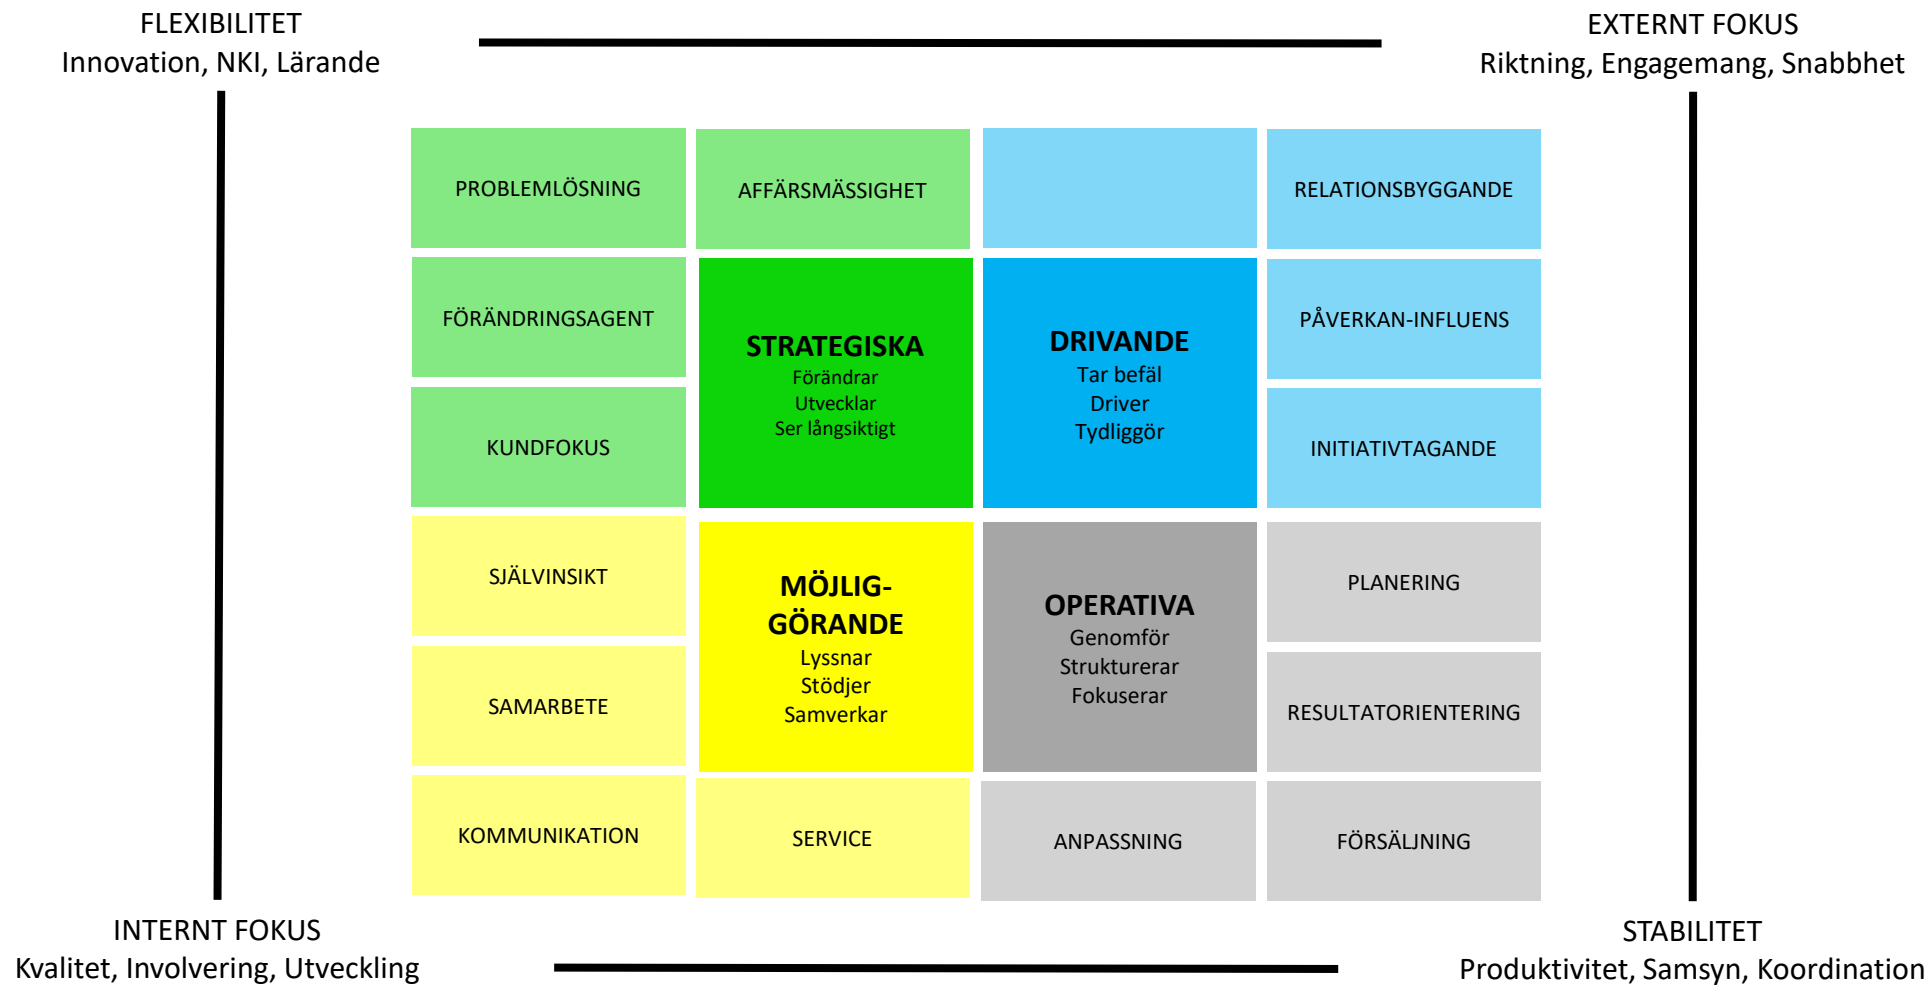 FLEXIBILITET
Innovation, NKI, Lärande
EXTERNT FOKUS
Riktning, Engagemang, Snabbhet
PROBLEMLÖSNING
AFFÄRSMÄSSIGHET
RELATIONSBYGGANDE
FÖRÄNDRINGSAGENT
STRATEGISKA
Förändrar
Utvecklar
Ser långsiktigt
DRIVANDE
Tar befäl
Driver
Tydliggör
PÅVERKAN-INFLUENS
KUNDFOKUS
INITIATIVTAGANDE
SJÄLVINSIKT
MÖJLIG-
GÖRANDE
Lyssnar
Stödjer
Samverkar
OPERATIVA
Genomför
Strukturerar
Fokuserar
PLANERING
SAMARBETE
RESULTATORIENTERING
KOMMUNIKATION
SERVICE
ANPASSNING
FÖRSÄLJNING
INTERNT FOKUS
Kvalitet, Involvering, Utveckling
STABILITET
Produktivitet, Samsyn, Koordination